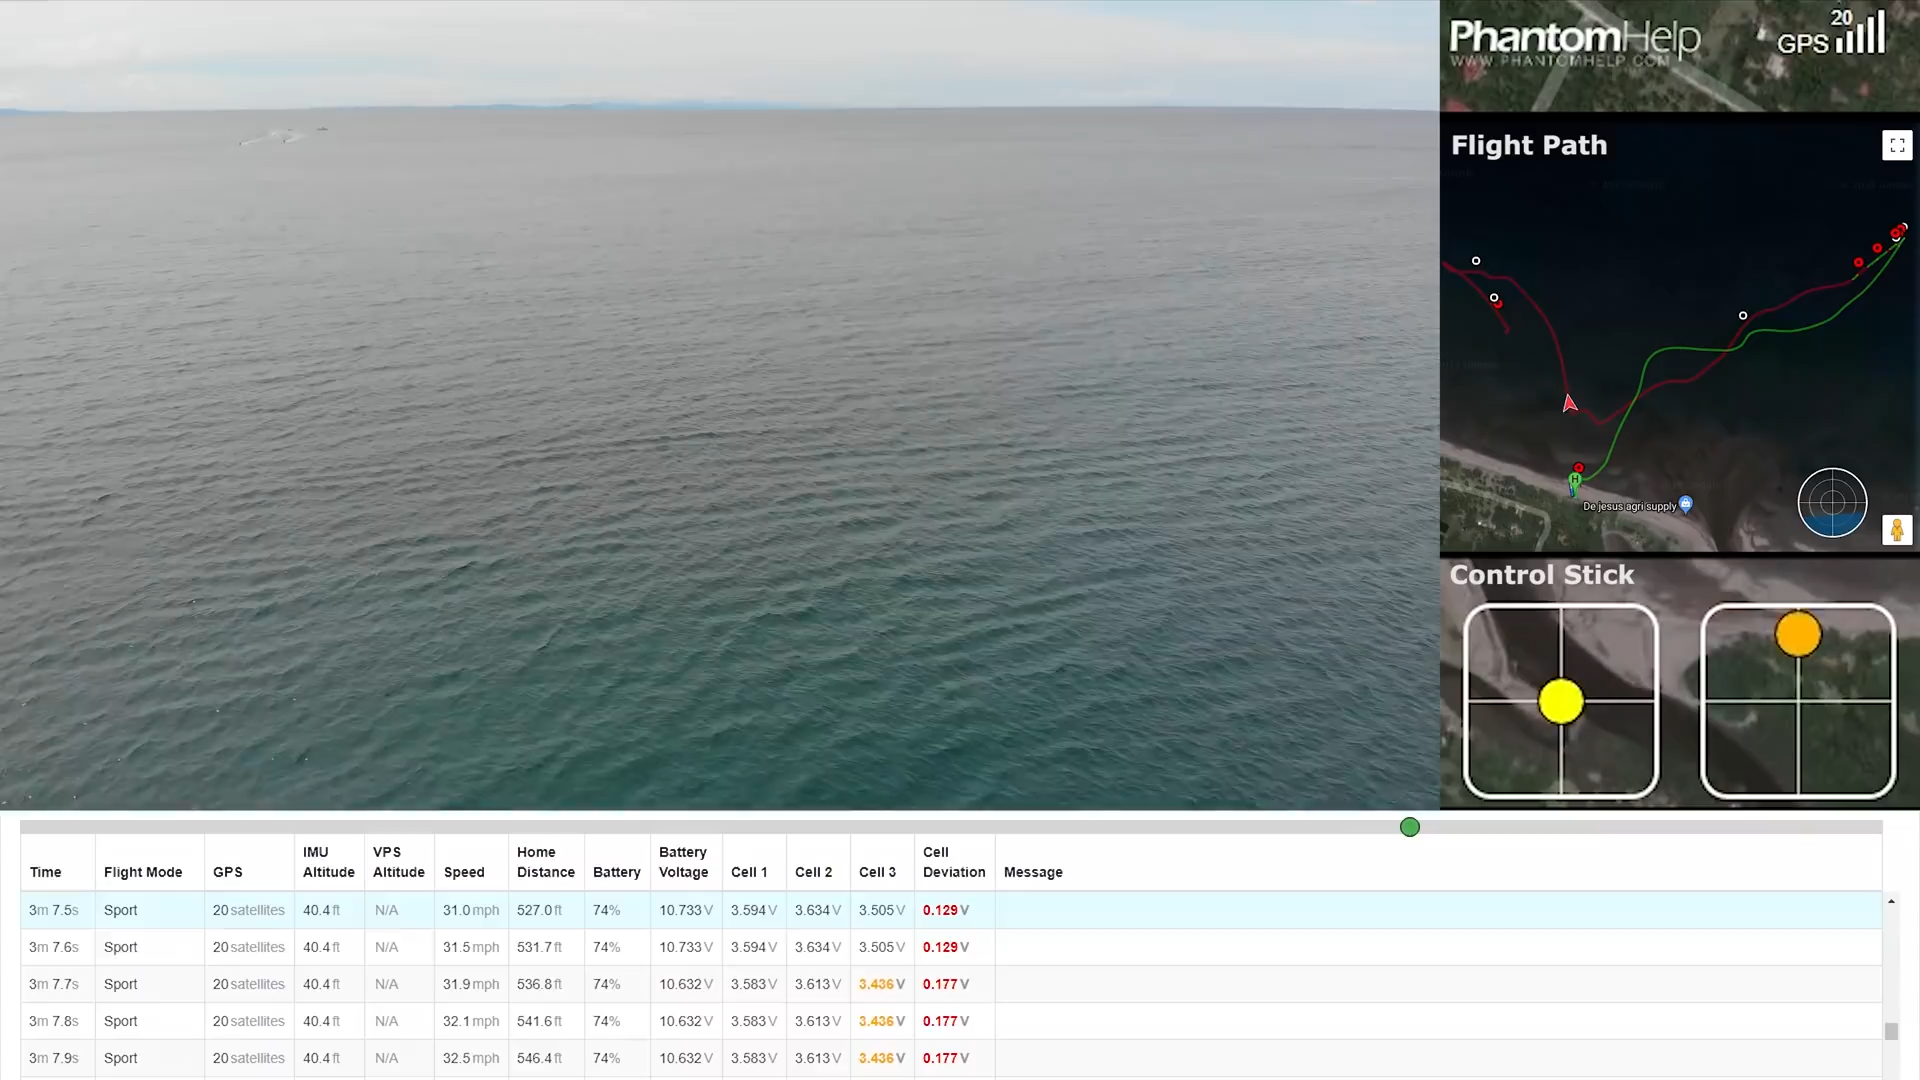 PhantomHelp
WWW.PHANTOMHELP.COM
20
GPS
Flight Path
H
De jesus agri supply
Control Stick
Time Flight Mode GPS IMU Altitude VPS Altitude Speed Home Distance Battery Battery Voltage Cell 1 Cell 2 Cell 3 Cell Deviation Message
3m 7.5s Sport 20 satellites 40.4 ft N/A 31.0 mph 527.0 ft 74% 10.733 V 3.594 V 3.634 V 3.505 V 0.129 V
3m 7.6s Sport 20 satellites 40.4 ft N/A 31.5 mph 531.7 ft 74% 10.733 V 3.594 V 3.634 V 3.505 V 0.129 V
3m 7.7s Sport 20 satellites 40.4 ft N/A 31.9 mph 536.8 ft 74% 10.632 V 3.583 V 3.613 V 3.436 V 0.177 V
3m 7.8s Sport 20 satellites 40.4 ft N/A 32.1 mph 541.6 ft 74% 10.632 V 3.583 V 3.613 V 3.436 V 0.177 V
3m 7.9s Sport 20 satellites 40.4 ft N/A 32.5 mph 546.4 ft 74% 10.632 V 3.583 V 3.613 V 3.436 V 0.177 V